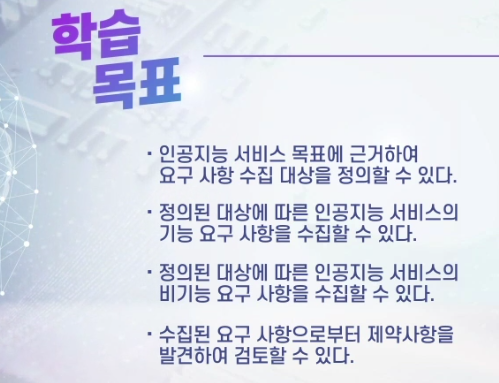 학습
목표
· 인공지능 서비스 목표에 근거하여
요구 사항 수집 대상을 정의할 수 있다.
· 정의된 대상에 따른 인공지능 서비스의
기능 요구 사항을 수집할 수 있다.
· 정의된 대상에 따른 인공지능 서비스의
비기능 요구 사항을 수집할 수 있다.
· 수집된 요구 사항으로부터 제약사항을
발견하여 검토할 수 있다.